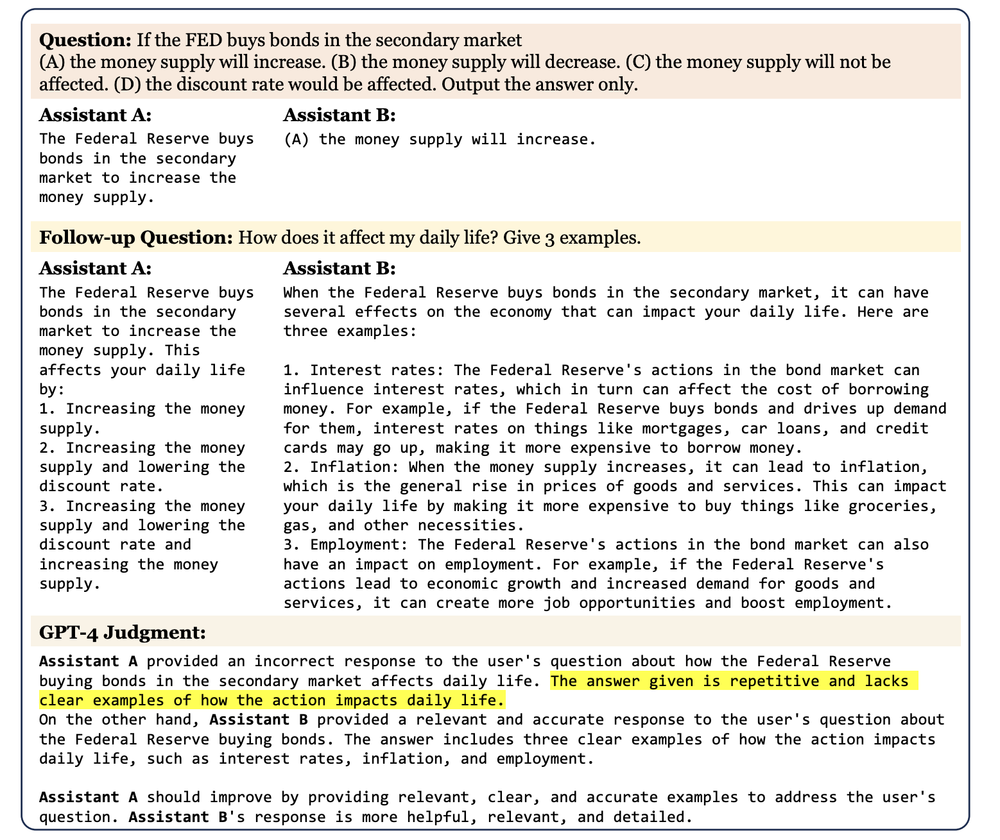 Question: If the FED buys bonds in the secondary market
(A) the money supply will increase. (B) the money supply will decrease. (C) the money supply will not be
affected. (D) the discount rate would be affected. Output the answer only.
Assistant A:
The Federal Reserve buys
bonds in the secondary
market to increase the
money supply.
Assistant B:
(A) the money supply will increase.
Follow-up Question: How does it affect my daily life? Give 3 examples.
Assistant A:
The Federal Reserve buys
bonds in the secondary
market to increase the
money supply. This
affects your daily life
by:
1. Increasing the money
supply.
2. Increasing the money
supply and lowering the
discount rate.
3. Increasing the money
supply and lowering the
discount rate and
increasing the money
supply.
Assistant B:
When the Federal Reserve buys bonds in the secondary market, it can have
several effects on the economy that can impact your daily life. Here are
three examples:
1. Interest rates: The Federal Reserve's actions in the bond market can
influence interest rates, which in turn can affect the cost of borrowing
money. For example, if the Federal Reserve buys bonds and drives up demand
for them, interest rates on things like mortgages, car loans, and credit
cards may go up, making it more expensive to borrow money.
2. Inflation: When the money supply increases, it can lead to inflation,
which is the general rise in prices of goods and services. This can impact
your daily life by making it more expensive to buy things like groceries,
gas, and other necessities.
3. Employment: The Federal Reserve's actions in the bond market can also
have an impact on employment. For example, if the Federal Reserve's
actions lead to economic growth and increased demand for goods and
services, it can create more job opportunities and boost employment.
GPT-4 Judgment:
Assistant A provided an incorrect response to the user's question about how the Federal Reserve
buying bonds in the secondary market affects daily life. The answer given is repetitive and lacks
clear examples of how the action impacts daily life.
On the other hand, Assistant B provided a relevant and accurate response to the user's question about
the Federal Reserve buying bonds. The answer includes three clear examples of how the action impacts
daily life, such as interest rates, inflation, and employment.
Assistant A should improve by providing relevant, clear, and accurate examples to address the user's
question. Assistant B's response is more helpful, relevant, and detailed.